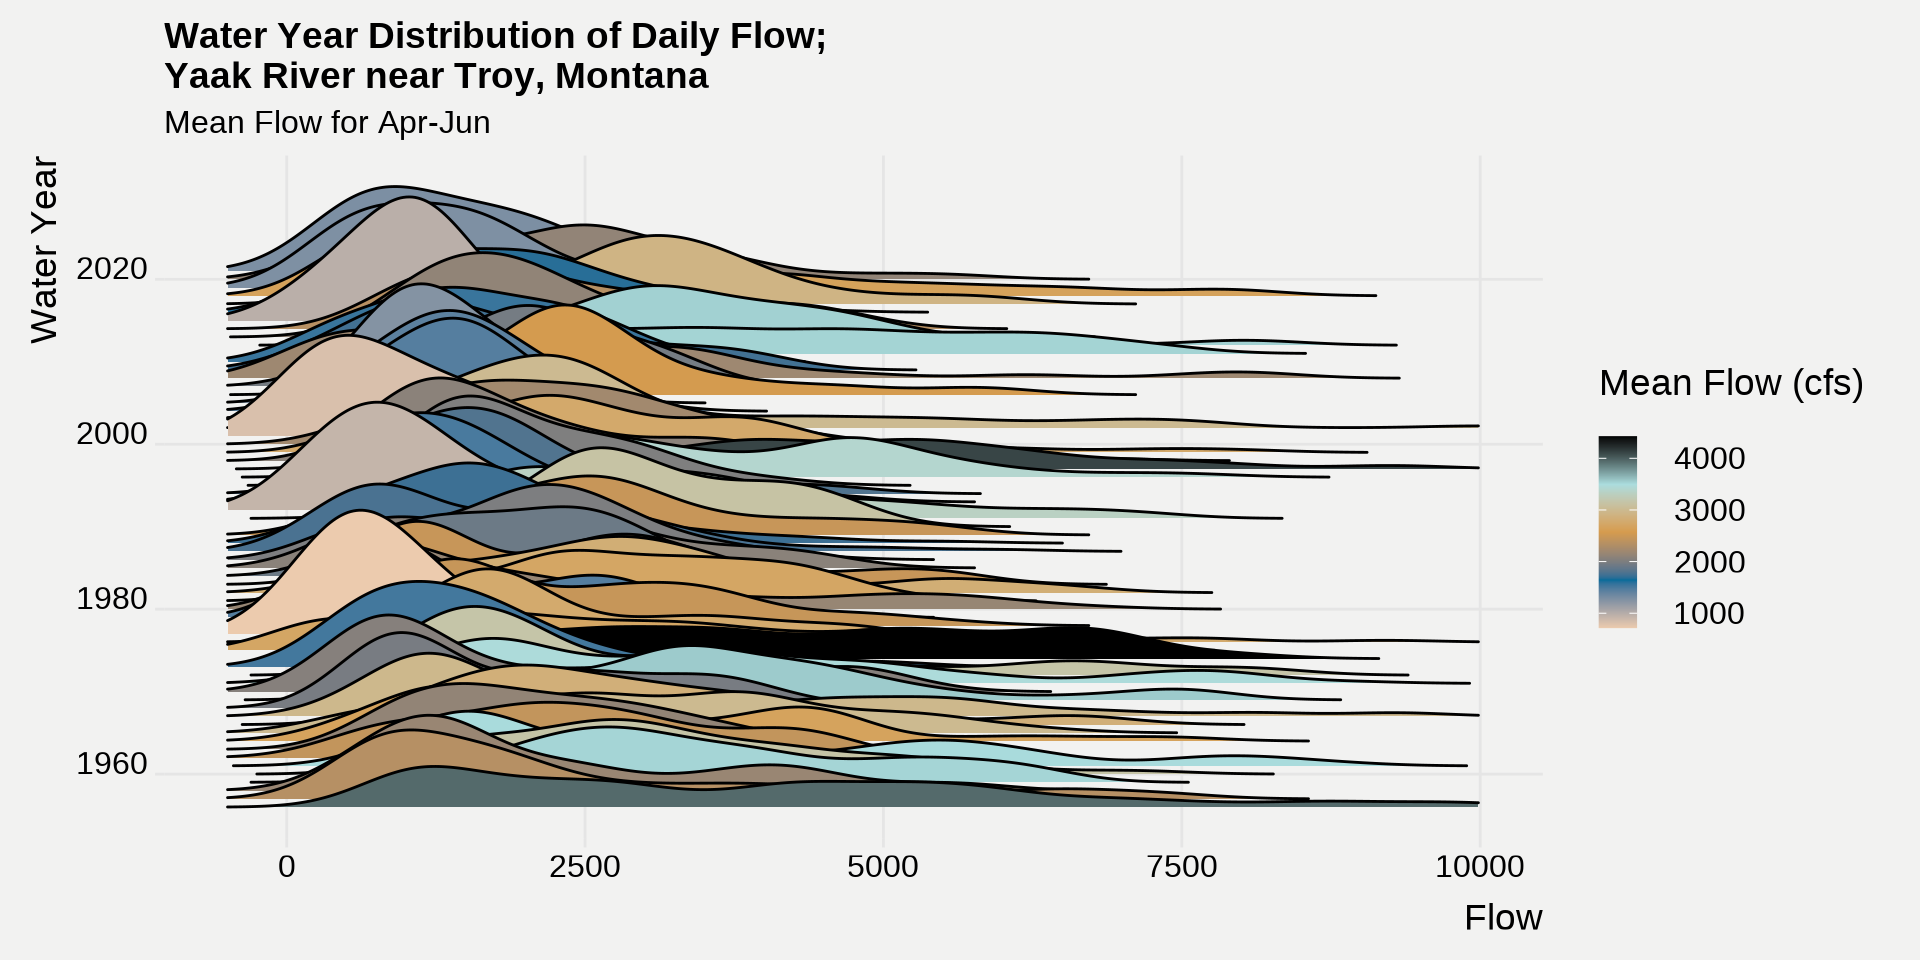 Water Year Distribution of Daily Flow;
Yaak River near Troy, Montana
Mean Flow for Apr-Jun
Water Year
2020
2000
1980
1960
0 2500 5000 7500 10000
Flow
Mean Flow (cfs)
4000
3000
2000
1000